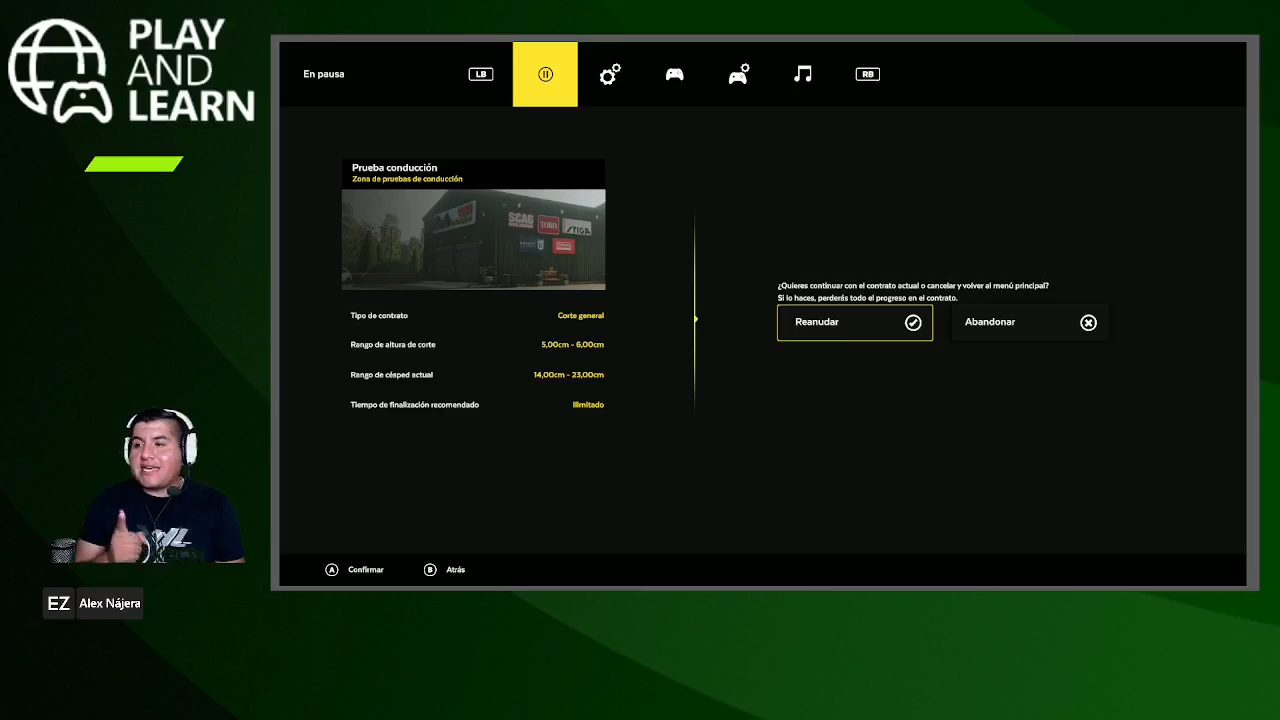 PLAY
AND
LEARN
En pausa
LB
RB
Prueba conducción
Zona de pruebas de conducción
SCAG
TORO
STIGA
Tipo de contrato
Corte general
Rango de altura de corte
5,00cm - 6,00cm
Rango de césped actual
14,00cm - 23,00cm
Tiempo de finalización recomendado
Ilimitado
¿Quieres continuar con el contrato actual o cancelar y volver al menú principal?
Si lo haces, perderás todo el progreso en el contrato.
Reanudar
Abandonar
A Confirmar
B Atrás
EZ Alex Nájera